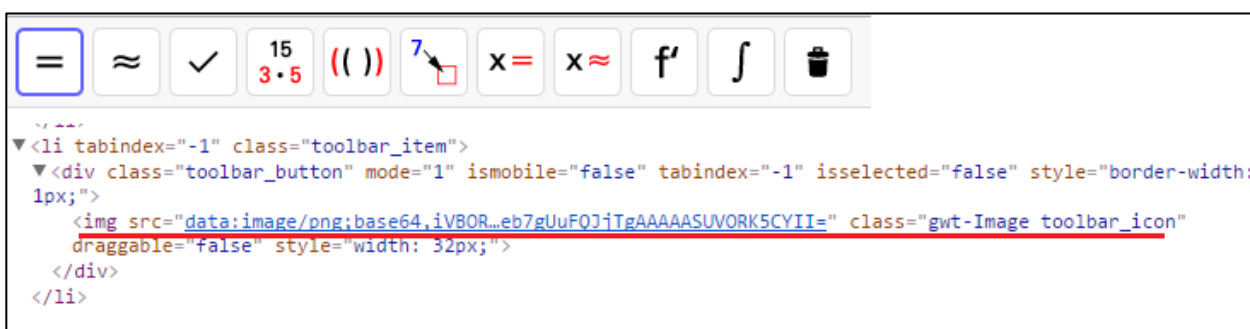 = ≈ ✓ 15 3·5 (( )) 7 x= x≈ f′ ∫
▼<li tabindex="-1" class="toolbar_item">
▼<div class="toolbar_button" mode="1" ismobile="false" tabindex="-1" isselected="false" style="border-width:
1px;">
<img src="data:image/png;base64,iVBOR…eb7gUuFQJjTgAAAAASUVORK5CYII=" class="gwt-Image toolbar_icon"
draggable="false" style="width: 32px;">
</div>
</li>